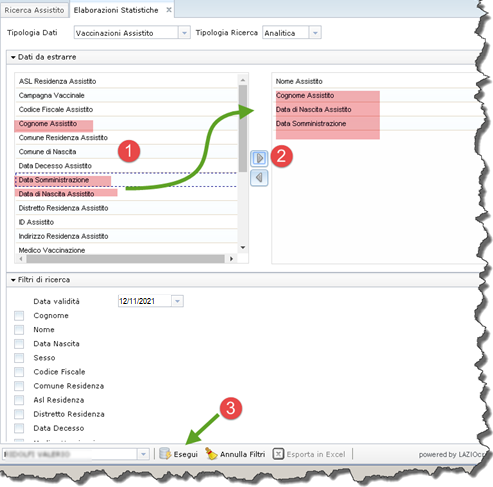 Ricerca Assistito
Elaborazioni Statistiche
Tipologia Dati
Vaccinazioni Assistito
Tipologia Ricerca
Analitica
Dati da estrarre
ASL Residenza Assistito
Campagna Vaccinale
Codice Fiscale Assistito
Cognome Assistito
Comune Residenza Assistito
Comune di Nascita
Data Decesso Assistito
Data Somministrazione
Data di Nascita Assistito
Distretto Residenza Assistito
ID Assistito
Indirizzo Residenza Assistito
Medico Vaccinazione
1
2
Nome Assistito
Cognome Assistito
Data di Nascita Assistito
Data Somministrazione
Filtri di ricerca
Data validità
12/11/2021
Cognome
Nome
Data Nascita
Sesso
Codice Fiscale
Comune Residenza
Asl Residenza
Distretto Residenza
Data Decesso
3
Esegui
Annulla Filtri
Esporta in Excel
powered by LAZIOcr